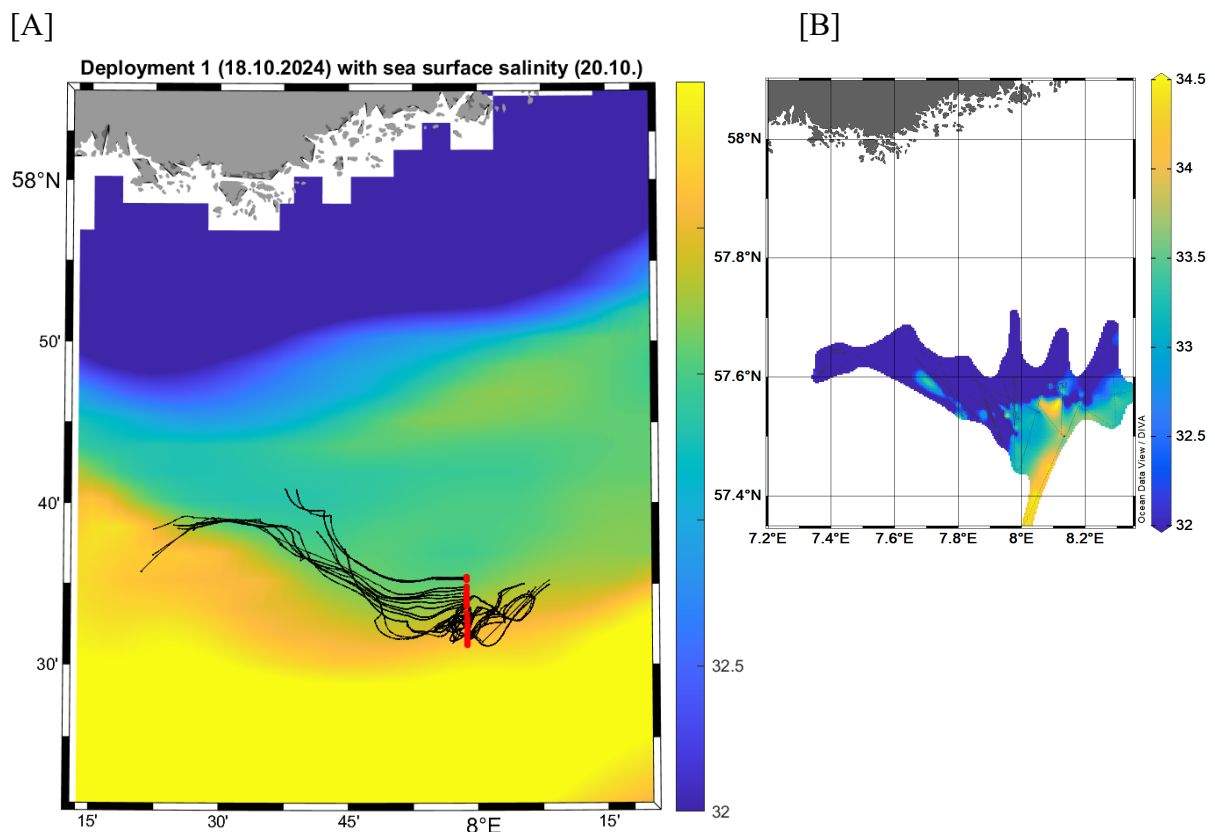 [A]
[B]
Deployment 1 (18.10.2024) with sea surface salinity (20.10.)
58°N
50'
40'
30'
15'
30'
45'
8°E
15'
32.5
32
58°N
57.8°N
57.6°N
57.4°N
7.2°E
7.4°E
7.6°E
7.8°E
8°E
8.2°E
34.5
34
33.5
33
32.5
32
Ocean Data View / DIVA